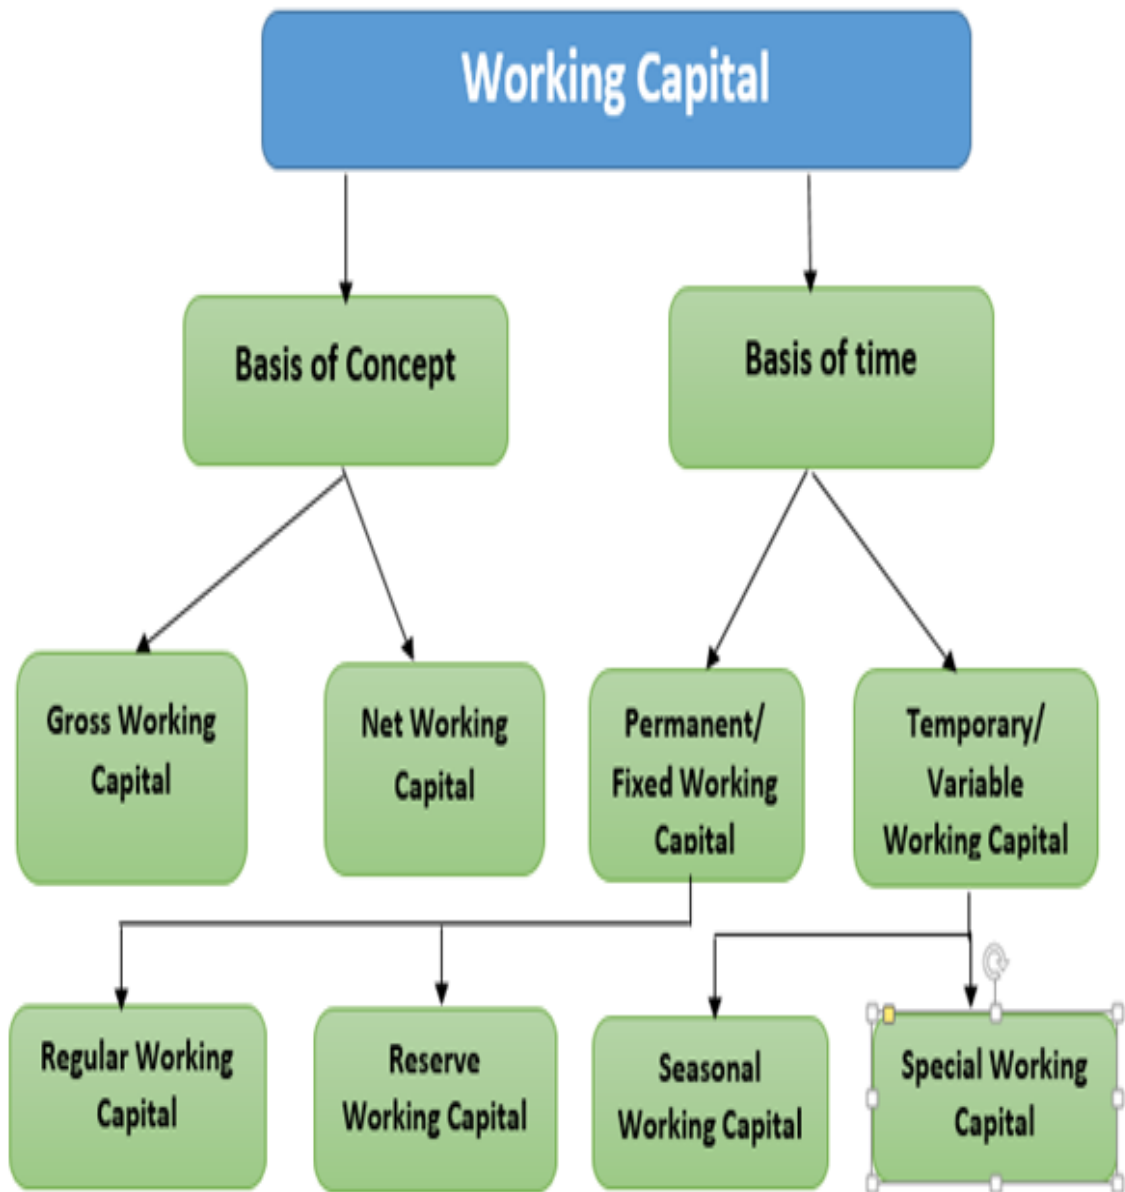 Working Capital
Basis of Concept
Basis of time
Gross Working
Capital
Net Working
Capital
Permanent/
Fixed Working
Capital
Temporary/
Variable
Working Capital
Regular Working
Capital
Reserve
Working Capital
Seasonal
Working Capital
Special Working
Capital